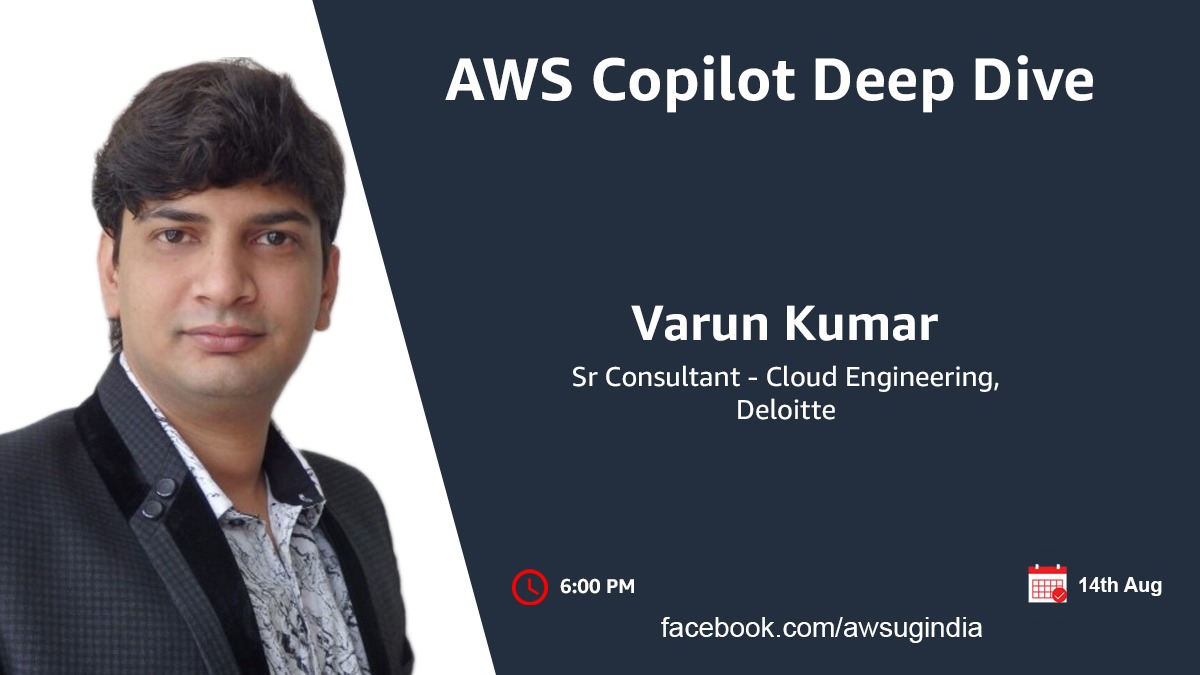 AWS Copilot Deep Dive
Varun Kumar
Sr Consultant - Cloud Engineering,
Deloitte
6:00 PM
14th Aug
facebook.com/awsugindia